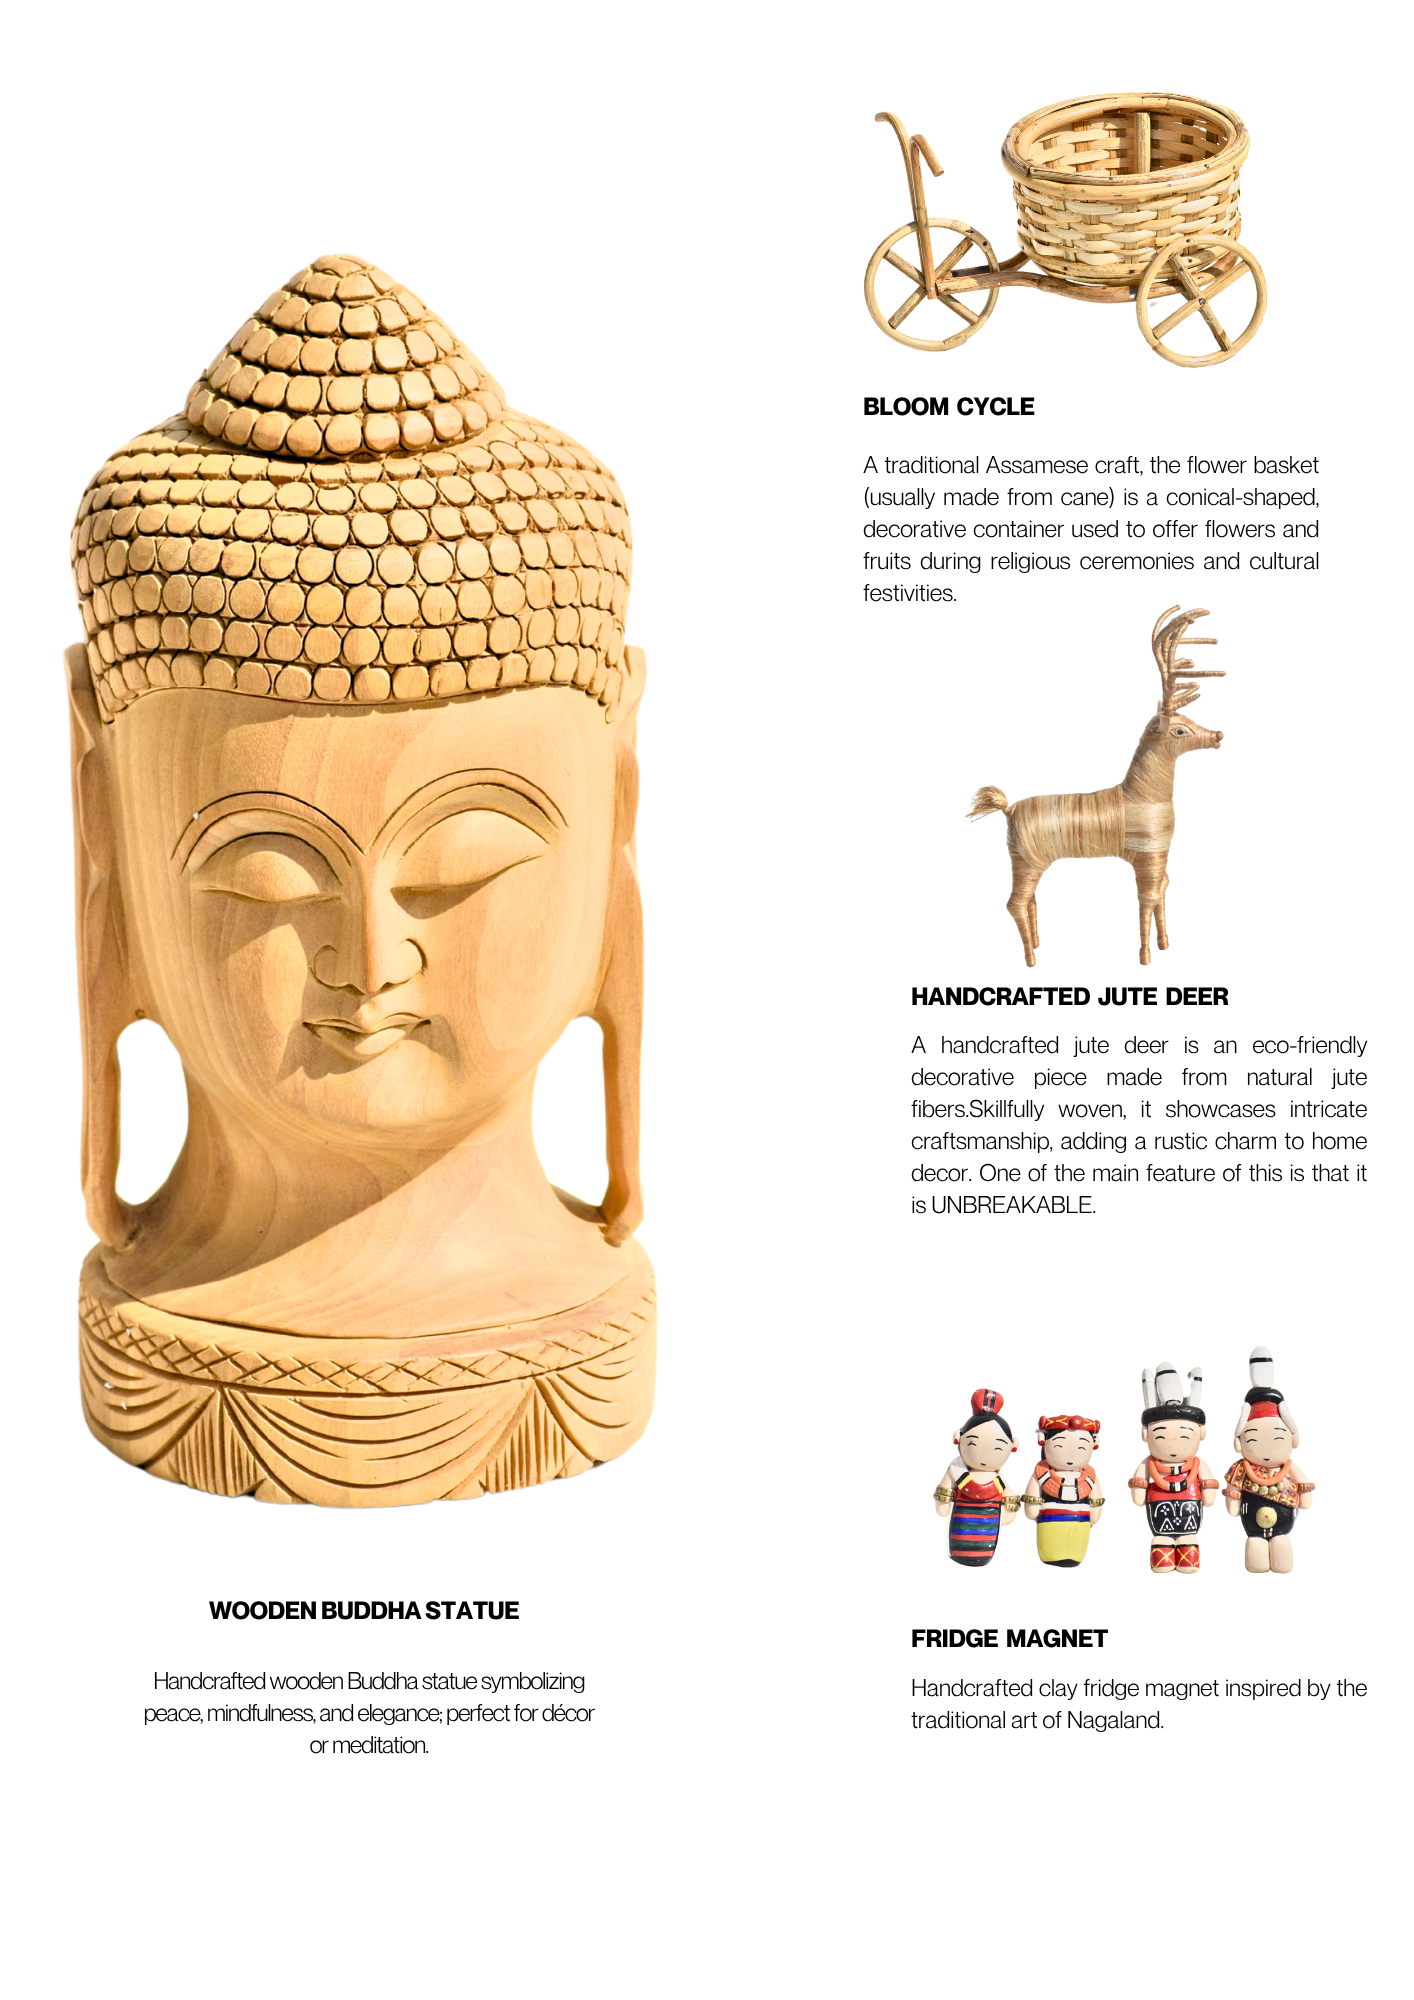 BLOOM CYCLE
A traditional Assamese craft, the flower basket
(usually made from cane) is a conical-shaped,
decorative container used to offer flowers and
fruits during religious ceremonies and cultural
festivities.
HANDCRAFTED JUTE DEER
A handcrafted jute deer is an eco-friendly
decorative piece made from natural jute
fibers.Skillfully woven, it showcases intricate
craftsmanship, adding a rustic charm to home
decor. One of the main feature of this is that it
is UNBREAKABLE.
WOODEN BUDDHA STATUE
Handcrafted wooden Buddha statue symbolizing
peace, mindfulness, and elegance; perfect for décor
or meditation.
FRIDGE MAGNET
Handcrafted clay fridge magnet inspired by the
traditional art of Nagaland.